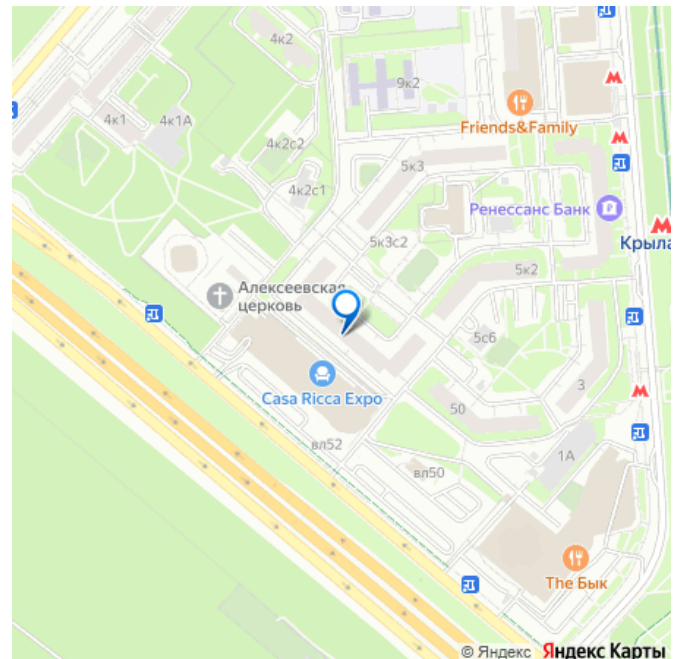 4к2
9к2
4к1
4к1А
Friends&Family
4к2с2
5к3
4к2с1
Ренессанс Банк
Крыла
5к3с2
5к2
Алексеевская
церковь
5с6
Casa Ricca Expo
3
50
вл52
1А
вл50
The Бык
© Яндекс Яндекс Карты